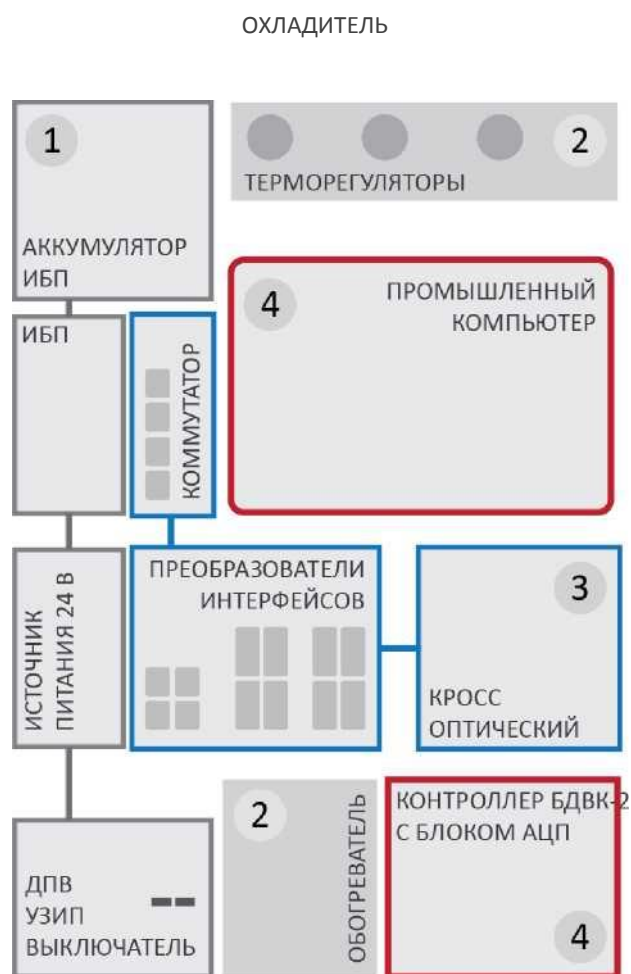 ОХЛАДИТЕЛЬ
1
АККУМУЛЯТОР
ИБП
2
ТЕРМОРЕГУЛЯТОРЫ
ИБП
КОММУТАТОР
4
ПРОМЫШЛЕННЫЙ
КОМПЬЮТЕР
ИСТОЧНИК
ПИТАНИЯ 24 В
ПРЕОБРАЗОВАТЕЛИ
ИНТЕРФЕЙСОВ
3
КРОСС
ОПТИЧЕСКИЙ
ДПВ
УЗИП
ВЫКЛЮЧАТЕЛЬ
2
ОБОГРЕВАТЕЛЬ
КОНТРОЛЛЕР БДВК-2
С БЛОКОМ АЦП
4